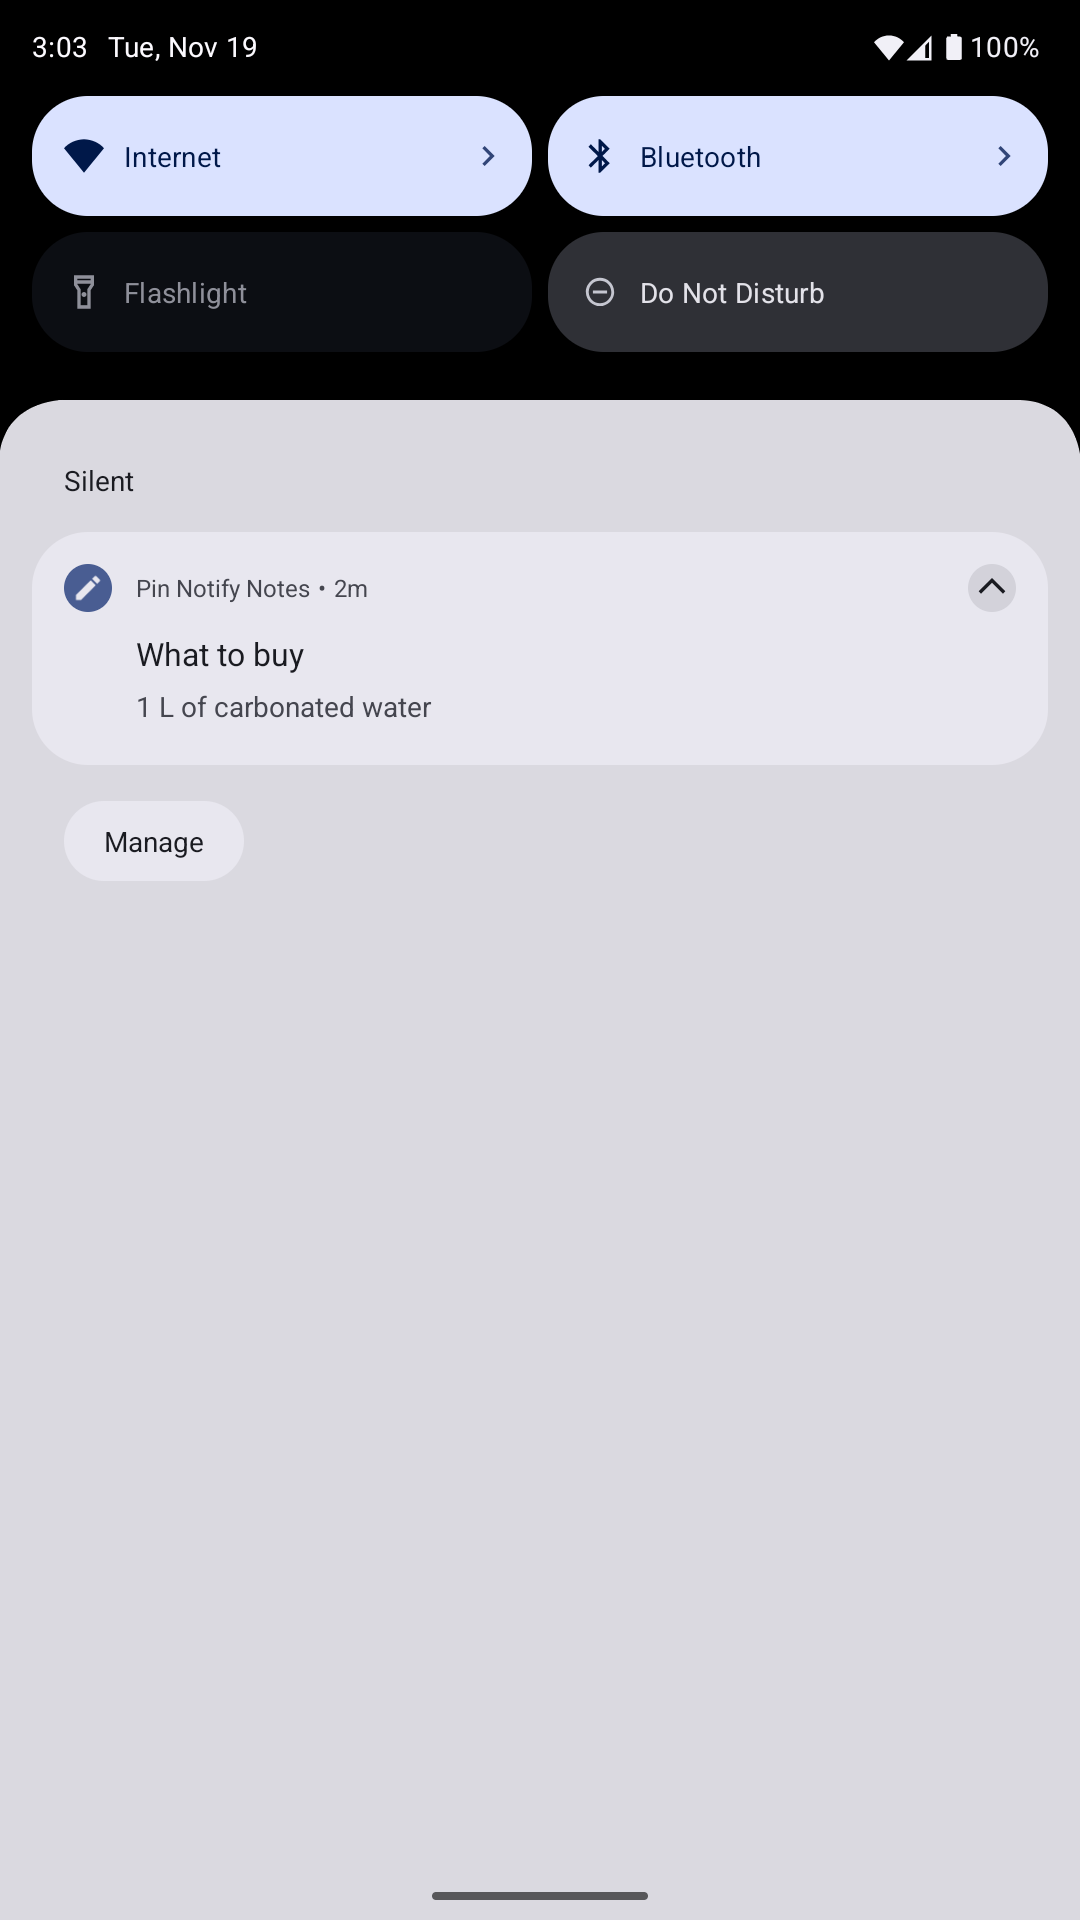 3:03 Tue, Nov 19 100%
Internet Bluetooth
Flashlight Do Not Disturb
Silent
Pin Notify Notes • 2m
What to buy
1 L of carbonated water
Manage